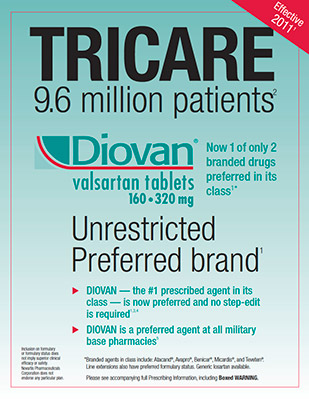 Effective
2011¹
TRICARE
9.6 million patients²
Diovan®
valsartan tablets
160 • 320 mg
Now 1 of only 2
branded drugs
preferred in its
class¹*
Unrestricted
Preferred brand¹
DIOVAN — the #1 prescribed agent in its
class — is now preferred and no step-edit
is required¹,³,⁴
DIOVAN is a preferred agent at all military
base pharmacies⁵
Inclusion on formulary
or formulary status does
not imply superior clinical
efficacy or safety.
Novartis Pharmaceuticals
Corporation does not
endorse any particular plan.
*Branded agents in class include: Atacand®, Avapro®, Benicar®, Micardis®, and Teveten®.
Line extensions also have preferred formulary status. Generic losartan available.
Please see accompanying full Prescribing Information, including Boxed WARNING.